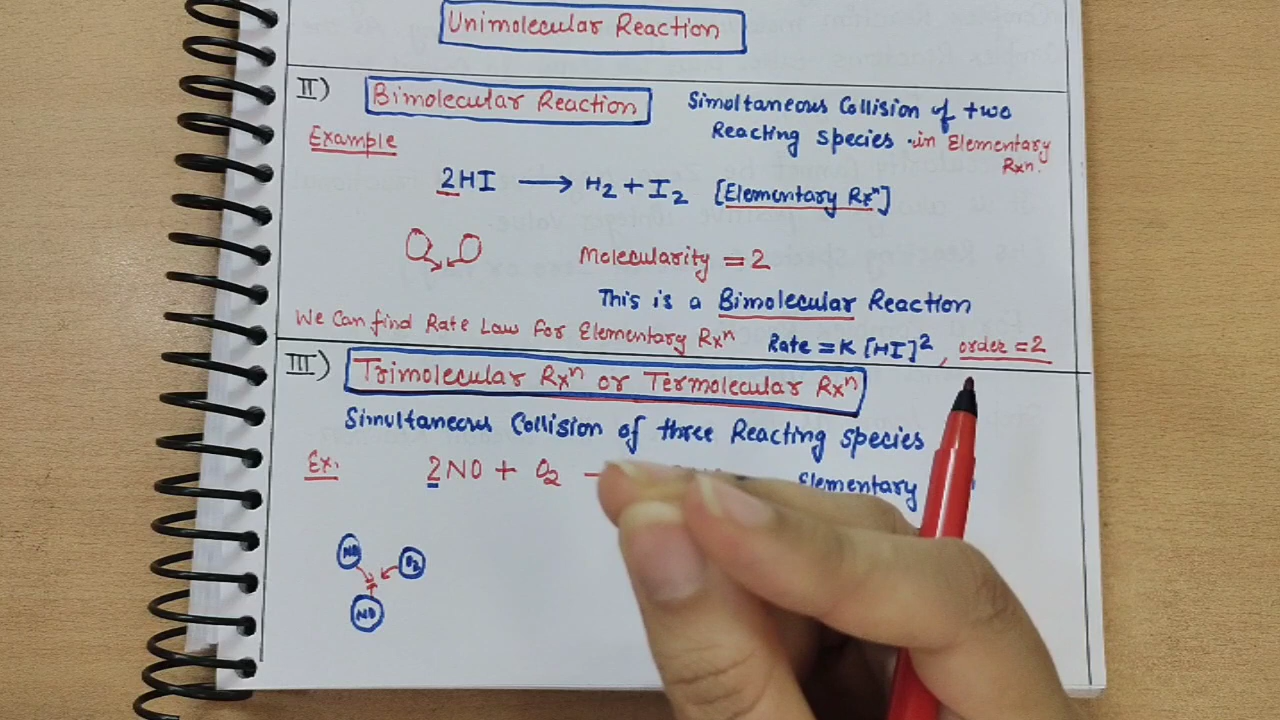 Unimolecular Reaction
II) Bimolecular Reaction
Simultaneous Collision of two
Reacting species in Elementary
Rxn.
Example
2HI ⟶ H₂ + I₂ [Elementary Rxⁿ]
Molecularity = 2
This is a Bimolecular Reaction
We Can find Rate Law For Elementary Rxⁿ
Rate = K [HI]², order = 2
III) Trimolecular Rxⁿ or Termolecular Rxⁿ
Simultaneous Collision of three Reacting species
Ex. 2NO + O₂
Elementary
NO
O₂
NO